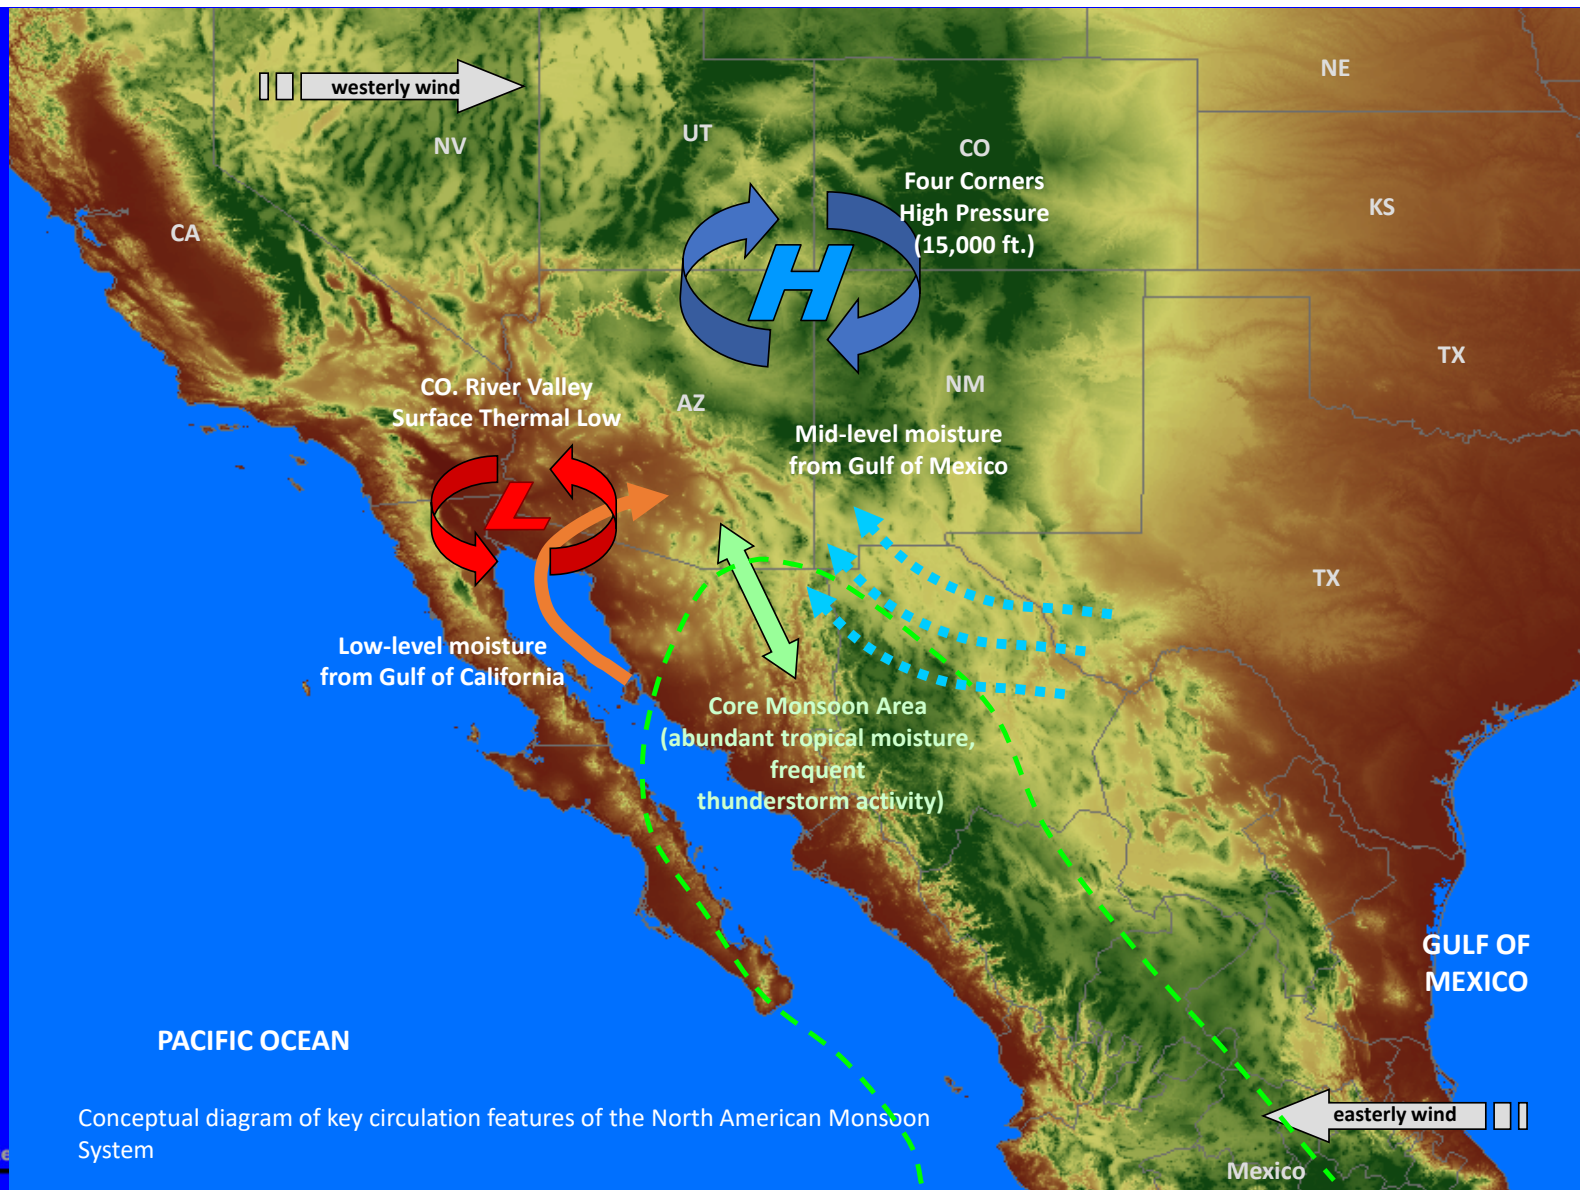 westerly wind
NE
UT
NV
CO
Four Corners
High Pressure
(15,000 ft.)
KS
CA
H
TX
CO. River Valley
Surface Thermal Low
AZ
NM
Mid-level moisture
from Gulf of Mexico
L
TX
Low-level moisture
from Gulf of California
Core Monsoon Area
(abundant tropical moisture,
frequent
thunderstorm activity)
GULF OF
MEXICO
PACIFIC OCEAN
Conceptual diagram of key circulation features of the North American Monsoon
System
easterly wind
Mexico